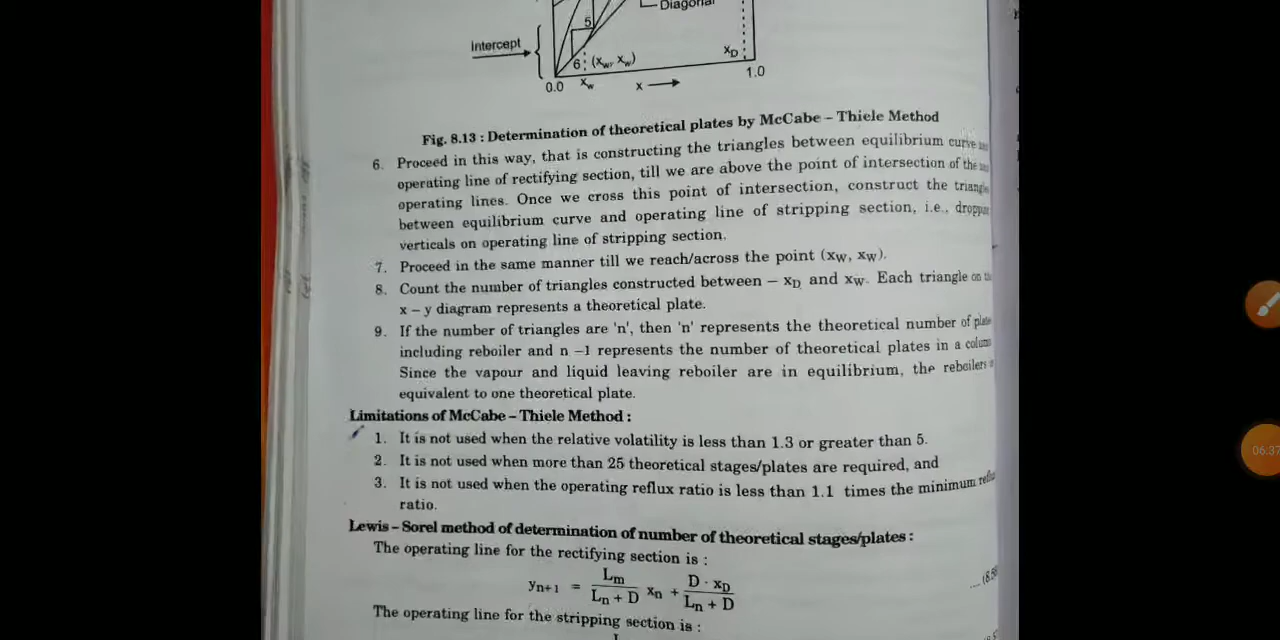 Diagonal
5
Intercept
6 (xw, xw)
xD
0.0 xw x 1.0
Fig. 8.13 : Determination of theoretical plates by McCabe – Thiele Method
6. Proceed in this way, that is constructing the triangles between equilibrium curve
operating line of rectifying section, till we are above the point of intersection of the
operating lines. Once we cross this point of intersection, construct the
between equilibrium curve and operating line of stripping section, i.e.,
verticals on operating line of stripping section.
7. Proceed in the same manner till we reach/across the point (xW, xW).
8. Count the number of triangles constructed between – xD and xW. Each triangle on
x – y diagram represents a theoretical plate.
9. If the number of triangles are 'n', then 'n' represents the theoretical number of
including reboiler and n –1 represents the number of theoretical plates in a
Since the vapour and liquid leaving reboiler are in equilibrium, the reboilers
equivalent to one theoretical plate.
Limitations of McCabe – Thiele Method :
1. It is not used when the relative volatility is less than 1.3 or greater than 5.
2. It is not used when more than 25 theoretical stages/plates are required, and
3. It is not used when the operating reflux ratio is less than 1.1 times the minimum
ratio.
Lewis – Sorel method of determination of number of theoretical stages/plates :
The operating line for the rectifying section is :
yn+1 = Lm / Ln + D xn + D · xD / Ln + D
The operating line for the stripping section is :
06:37